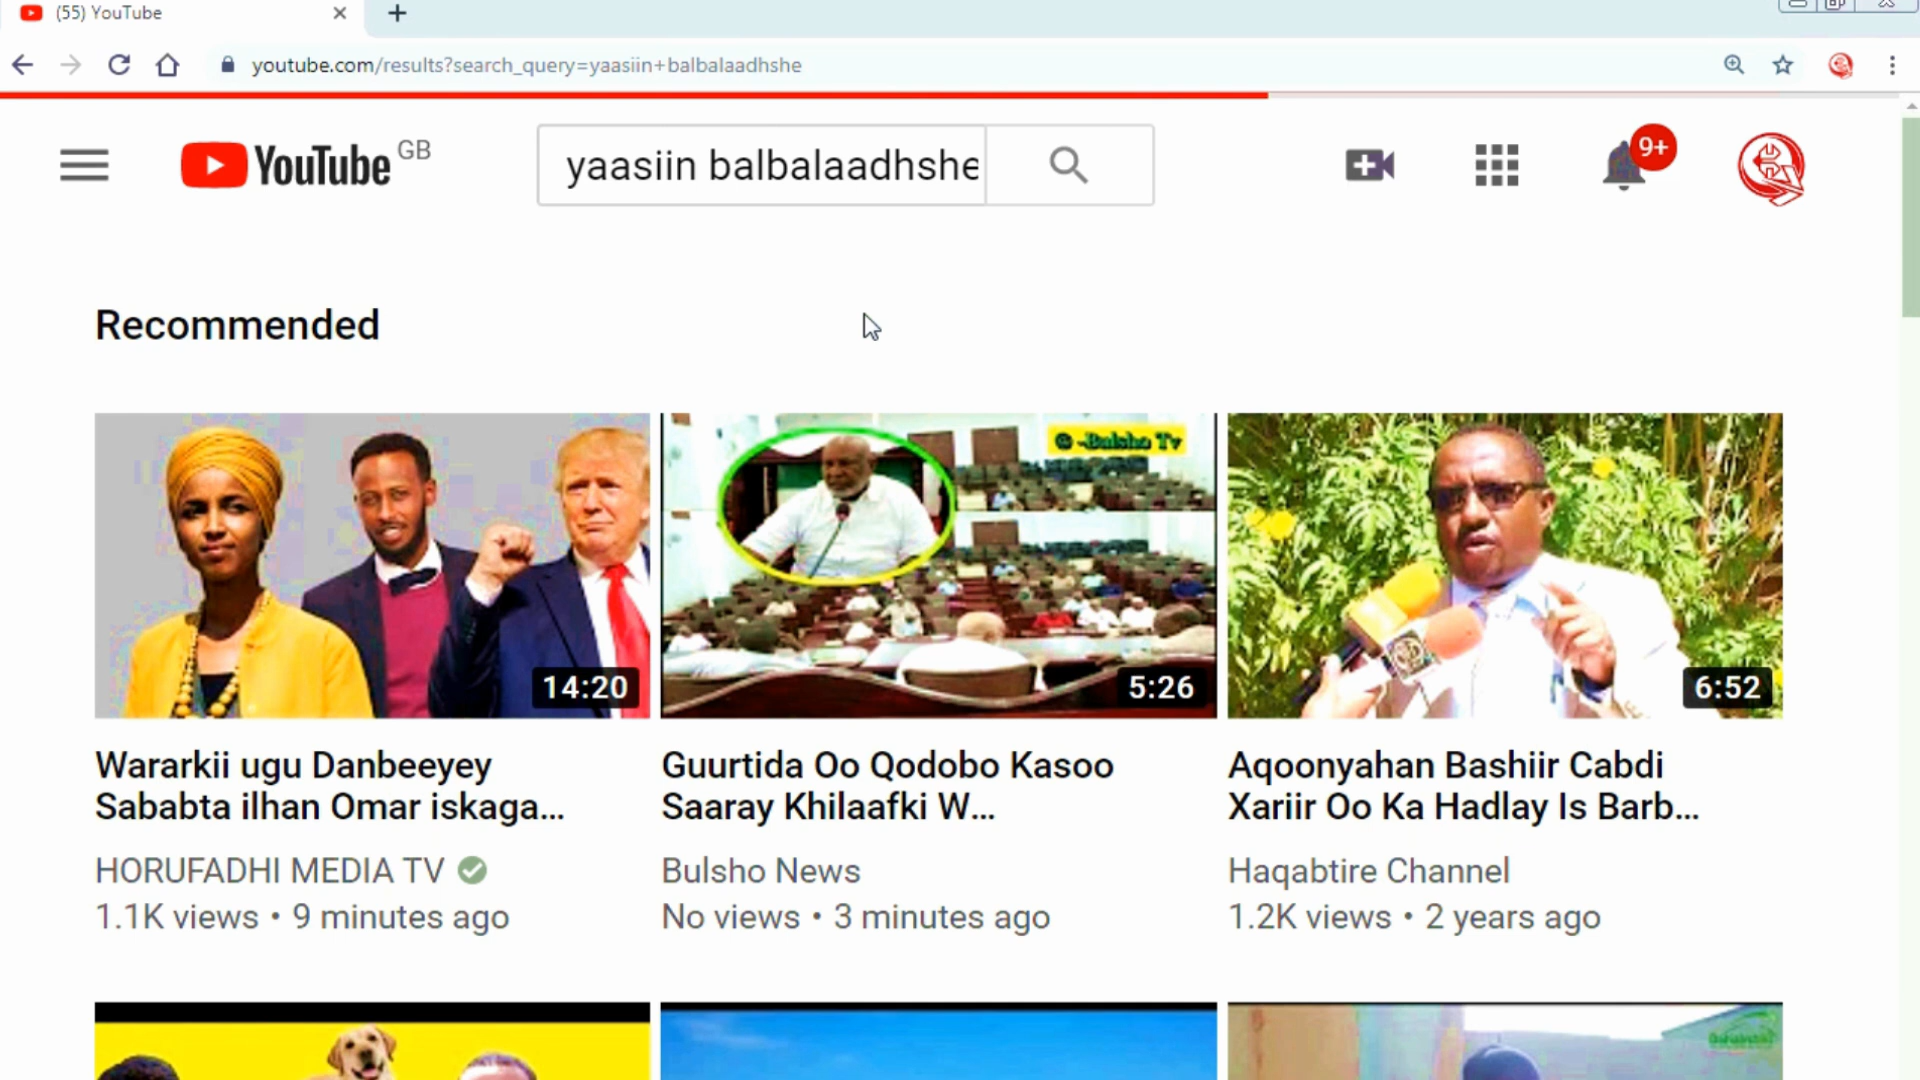 (55) YouTube
youtube.com/results?search_query=yaasiin+balbalaadhshe
YouTube GB
yaasiin balbalaadhshe
9+
Recommended
@ -Bulsho Tv
14:20
5:26
6:52
Wararkii ugu Danbeeyey
Sababta ilhan Omar iskaga...
HORUFADHI MEDIA TV
1.1K views • 9 minutes ago
Guurtida Oo Qodobo Kasoo
Saaray Khilaafki W...
Bulsho News
No views • 3 minutes ago
Aqoonyahan Bashiir Cabdi
Xariir Oo Ka Hadlay Is Barb...
Haqabtire Channel
1.2K views • 2 years ago